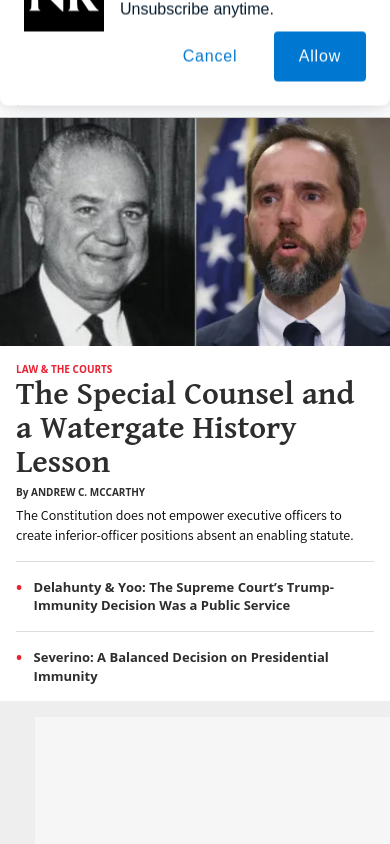 NR
Unsubscribe anytime.
Cancel
Allow
LAW & THE COURTS
The Special Counsel and
a Watergate History
Lesson
By ANDREW C. MCCARTHY
The Constitution does not empower executive officers to
create inferior-officer positions absent an enabling statute.
Delahunty & Yoo: The Supreme Court’s Trump-
Immunity Decision Was a Public Service
Severino: A Balanced Decision on Presidential
Immunity